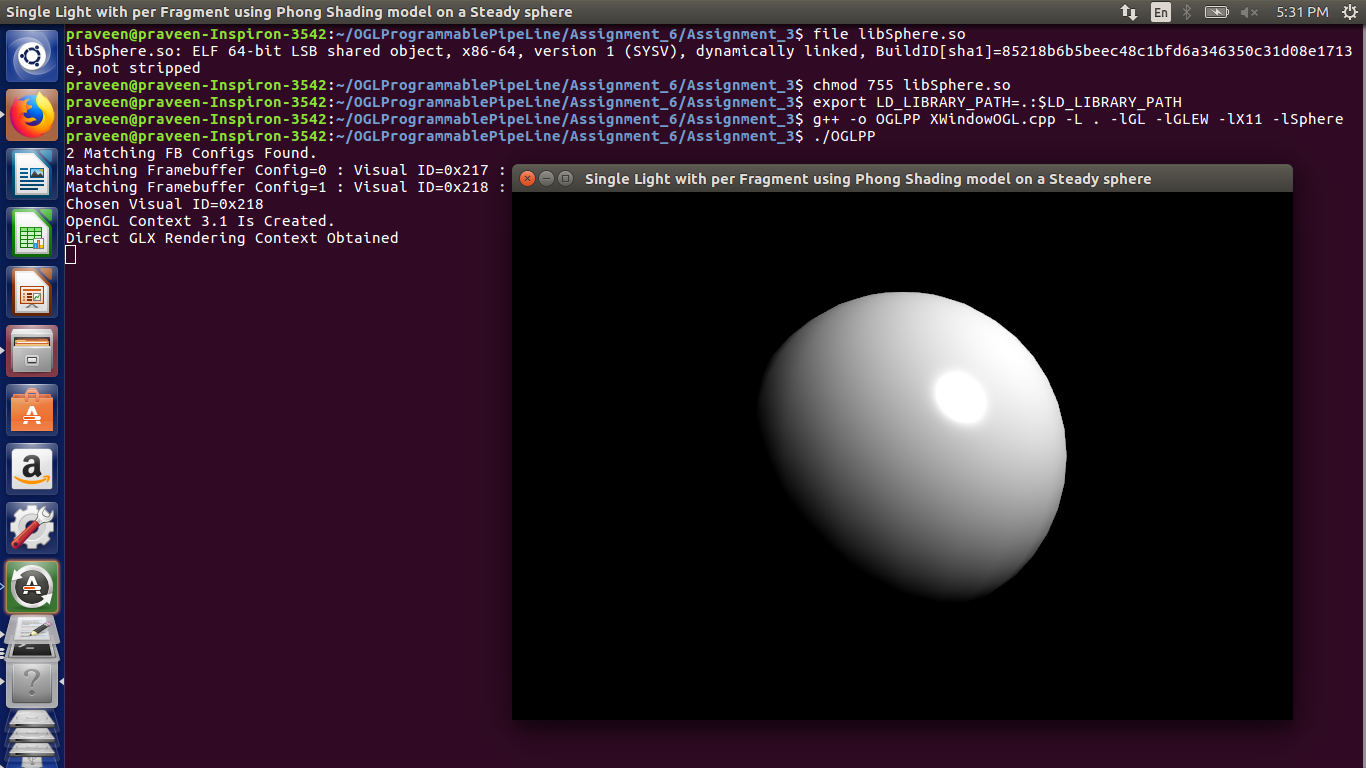 Single Light with per Fragment using Phong Shading model on a Steady sphere
En
5:31 PM
praveen@praveen-Inspiron-3542:~/OGLProgrammablePipeLine/Assignment_6/Assignment_3$ file libSphere.so
libSphere.so: ELF 64-bit LSB shared object, x86-64, version 1 (SYSV), dynamically linked, BuildID[sha1]=85218b6b5beec48c1bfd6a346350c31d08e1713
e, not stripped
praveen@praveen-Inspiron-3542:~/OGLProgrammablePipeLine/Assignment_6/Assignment_3$ chmod 755 libSphere.so
praveen@praveen-Inspiron-3542:~/OGLProgrammablePipeLine/Assignment_6/Assignment_3$ export LD_LIBRARY_PATH=.:$LD_LIBRARY_PATH
praveen@praveen-Inspiron-3542:~/OGLProgrammablePipeLine/Assignment_6/Assignment_3$ g++ -o OGLPP XWindowOGL.cpp -L . -lGL -lGLEW -lX11 -lSphere
praveen@praveen-Inspiron-3542:~/OGLProgrammablePipeLine/Assignment_6/Assignment_3$ ./OGLPP
2 Matching FB Configs Found.
Matching Framebuffer Config=0 : Visual ID=0x217 :
Matching Framebuffer Config=1 : Visual ID=0x218 :
Chosen Visual ID=0x218
OpenGL Context 3.1 Is Created.
Direct GLX Rendering Context Obtained
Single Light with per Fragment using Phong Shading model on a Steady sphere